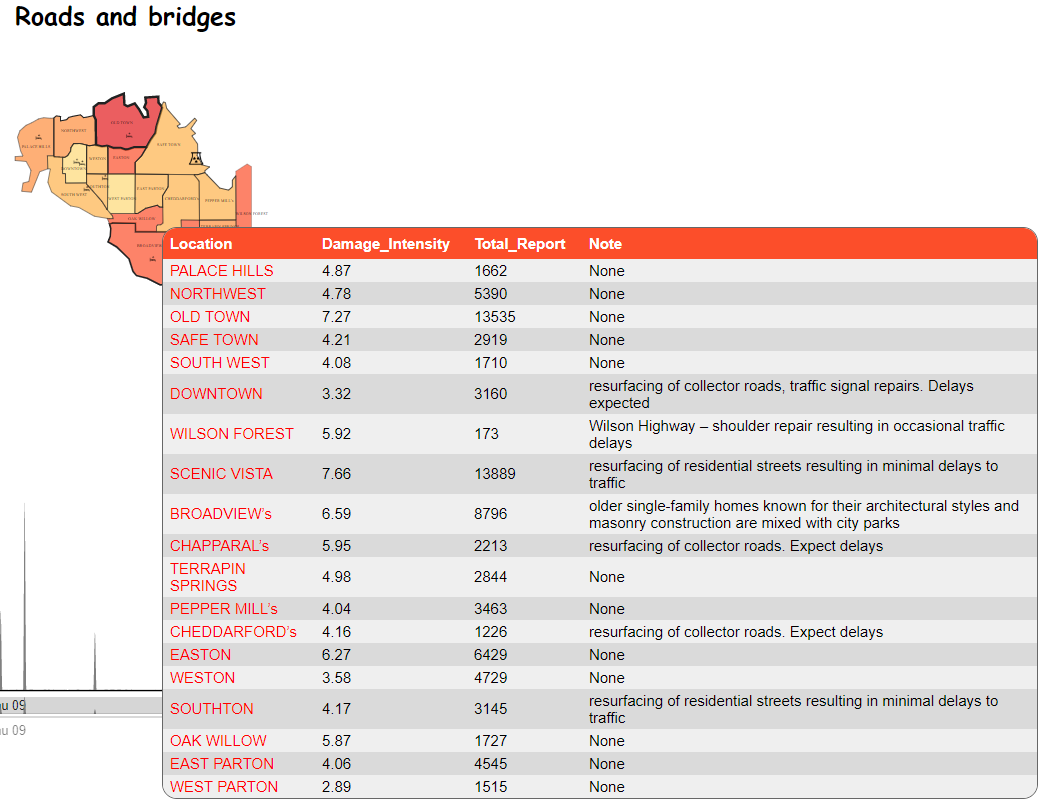 Roads and bridges
OLD TOWN
NORTHWEST
SAFE TOWN
PALACE HILLS
WESTON
EASTON
DOWNTOWN
SOUTHTON
EAST PARTON
SOUTH WEST
WEST PARTON
CHEDDARFORD's
PEPPER MILL's
WILSON FOREST
OAK WILLOW
Location Damage_Intensity Total_Report Note
PALACE HILLS 4.87 1662 None
NORTHWEST 4.78 5390 None
OLD TOWN 7.27 13535 None
SAFE TOWN 4.21 2919 None
SOUTH WEST 4.08 1710 None
DOWNTOWN 3.32 3160 resurfacing of collector roads, traffic signal repairs. Delays
expected
WILSON FOREST 5.92 173 Wilson Highway – shoulder repair resulting in occasional traffic
delays
SCENIC VISTA 7.66 13889 resurfacing of residential streets resulting in minimal delays to
traffic
BROADVIEW’s 6.59 8796 older single-family homes known for their architectural styles and
masonry construction are mixed with city parks
CHAPPARAL’s 5.95 2213 resurfacing of collector roads. Expect delays
TERRAPIN
SPRINGS 4.98 2844 None
PEPPER MILL’s 4.04 3463 None
CHEDDARFORD’s 4.16 1226 resurfacing of collector roads. Expect delays
EASTON 6.27 6429 None
WESTON 3.58 4729 None
SOUTHTON 4.17 3145 resurfacing of residential streets resulting in minimal delays to
traffic
OAK WILLOW 5.87 1727 None
EAST PARTON 4.06 4545 None
WEST PARTON 2.89 1515 None
u 09
u 09